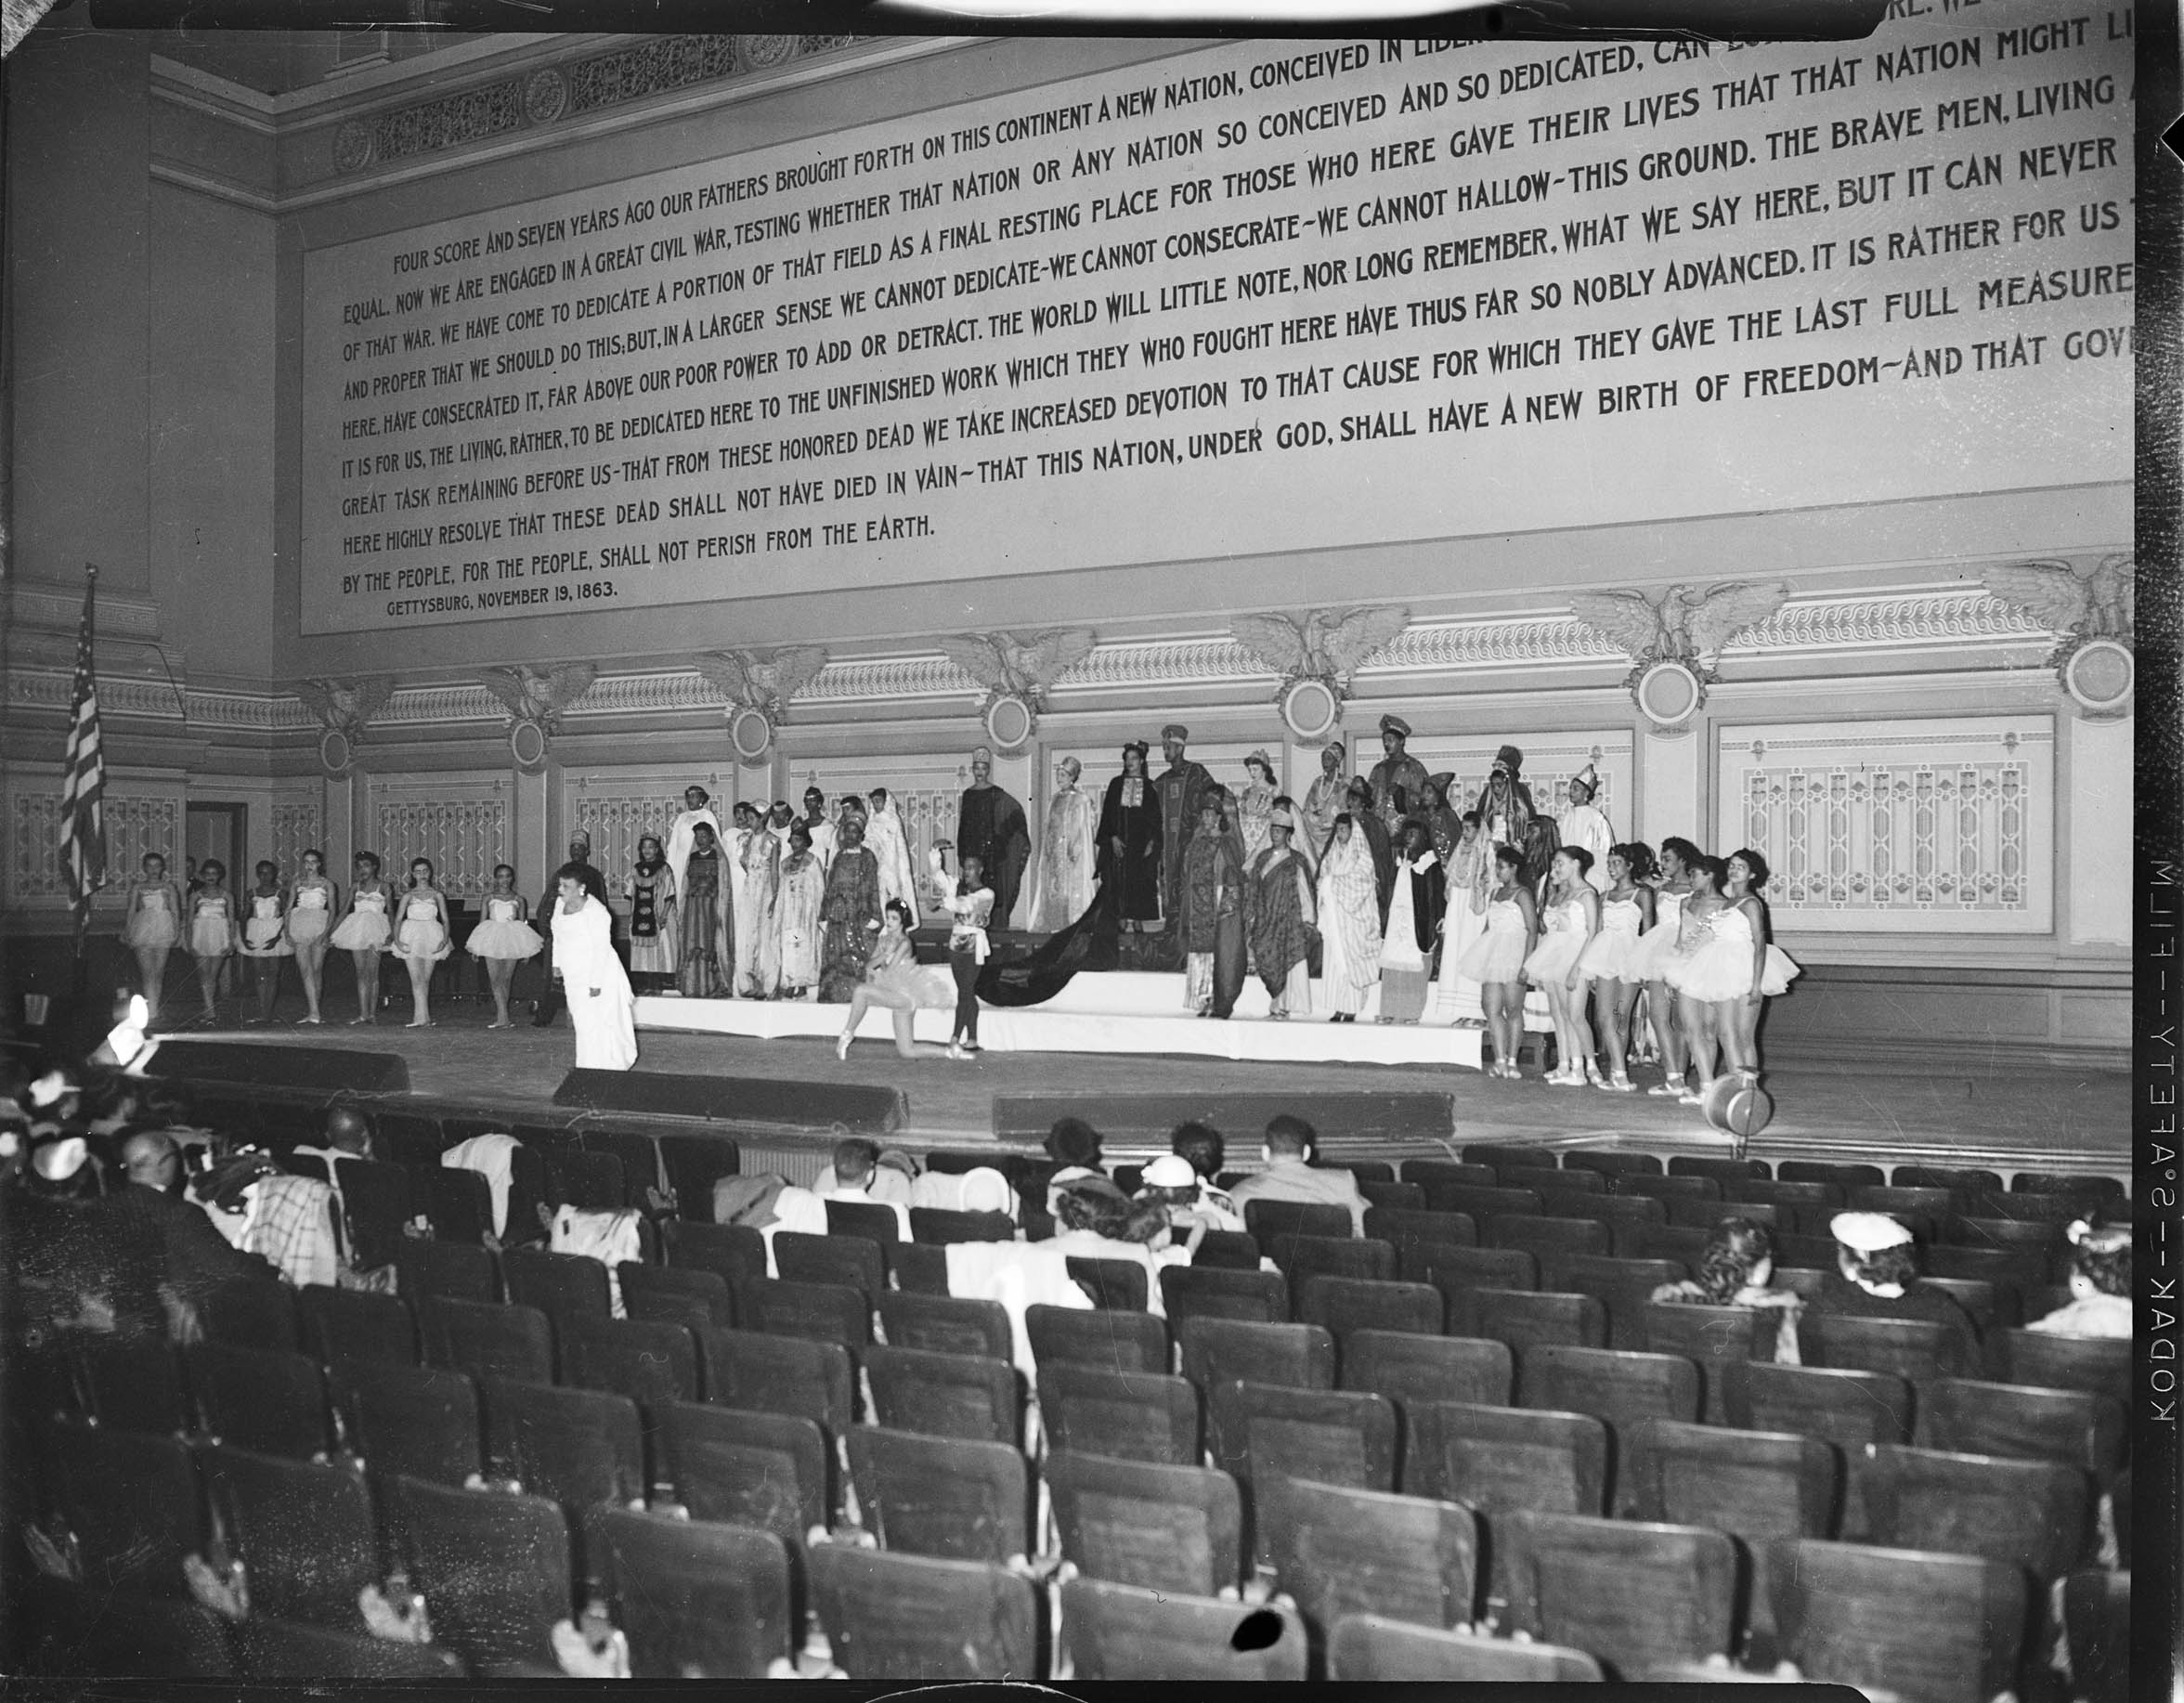 FOUR SCORE AND SEVEN YEARS AGO OUR FATHERS BROUGHT FORTH ON THIS CONTINENT A NEW NATION, CONCEIVED IN
EQUAL. NOW WE ARE ENGAGED IN A GREAT CIVIL WAR, TESTING WHETHER THAT NATION OR ANY NATION SO CONCEIVED AND SO DEDICATED, CAN
OF THAT WAR. WE HAVE COME TO DEDICATE A PORTION OF THAT FIELD AS A FINAL RESTING PLACE FOR THOSE WHO HERE GAVE THEIR LIVES THAT THAT NATION MIGHT
AND PROPER THAT WE SHOULD DO THIS; BUT, IN A LARGER SENSE WE CANNOT DEDICATE-WE CANNOT CONSECRATE~WE CANNOT HALLOW~THIS GROUND. THE BRAVE MEN, LIVING
HERE, HAVE CONSECRATED IT, FAR ABOVE OUR POOR POWER TO ADD OR DETRACT. THE WORLD WILL LITTLE NOTE, NOR LONG REMEMBER, WHAT WE SAY HERE, BUT IT CAN NEVER
IT IS FOR US, THE LIVING, RATHER, TO BE DEDICATED HERE TO THE UNFINISHED WORK WHICH THEY WHO FOUGHT HERE HAVE THUS FAR SO NOBLY ADVANCED. IT IS RATHER FOR US
GREAT TASK REMAINING BEFORE US-THAT FROM THESE HONORED DEAD WE TAKE INCREASED DEVOTION TO THAT CAUSE FOR WHICH THEY GAVE THE LAST FULL MEASURE
HERE HIGHLY RESOLVE THAT THESE DEAD SHALL NOT HAVE DIED IN VAIN~THAT THIS NATION, UNDER GOD, SHALL HAVE A NEW BIRTH OF FREEDOM~AND THAT
BY THE PEOPLE, FOR THE PEOPLE, SHALL NOT PERISH FROM THE EARTH.
GETTYSBURG, NOVEMBER 19, 1863.
KODAK--S'AFETY--FILM